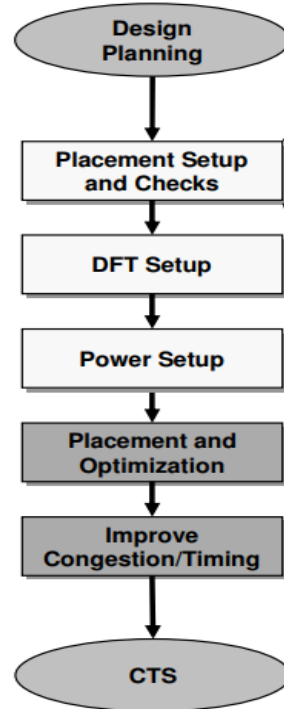 Design
Planning
Placement Setup
and Checks
DFT Setup
Power Setup
Placement and
Optimization
Improve
Congestion/Timing
CTS